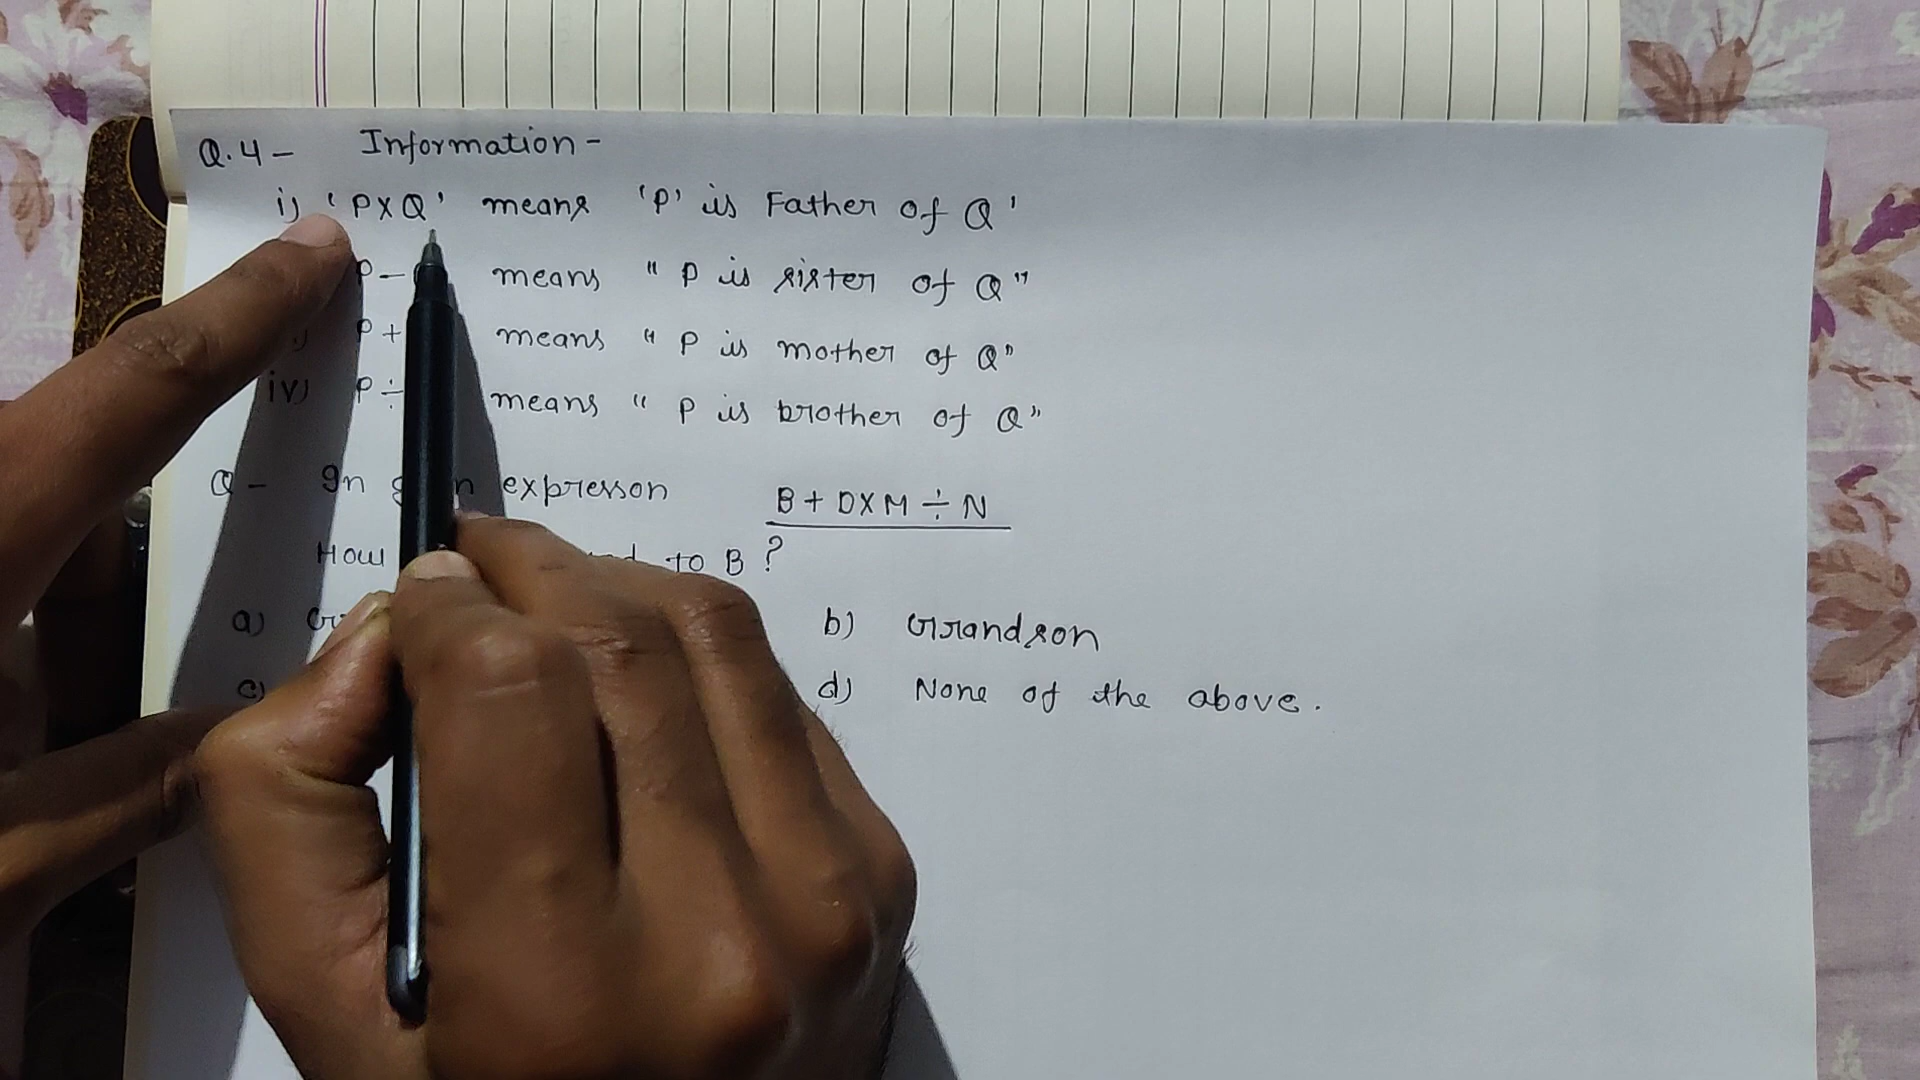 Q.4- Information-
i) 'P×Q' means 'P' is Father of Q'
P- means "P is sister of Q"
P+ means "P is mother of Q"
iv) P÷ means "P is brother of Q"
Q- In expresson B+D×M÷N
How to B?
a) b) Grandson
c) d) None of the above.